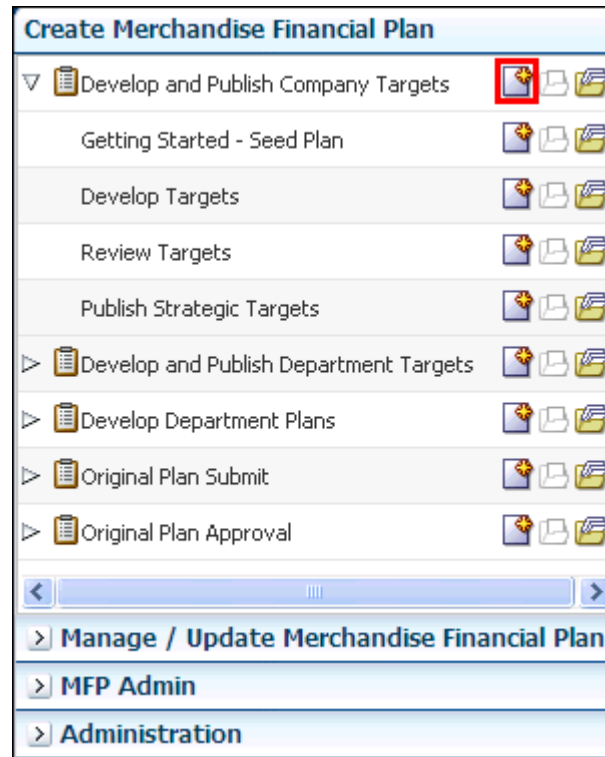 Create Merchandise Financial Plan
Develop and Publish Company Targets
Getting Started - Seed Plan
Develop Targets
Review Targets
Publish Strategic Targets
Develop and Publish Department Targets
Develop Department Plans
Original Plan Submit
Original Plan Approval
Manage / Update Merchandise Financial Plan
MFP Admin
Administration